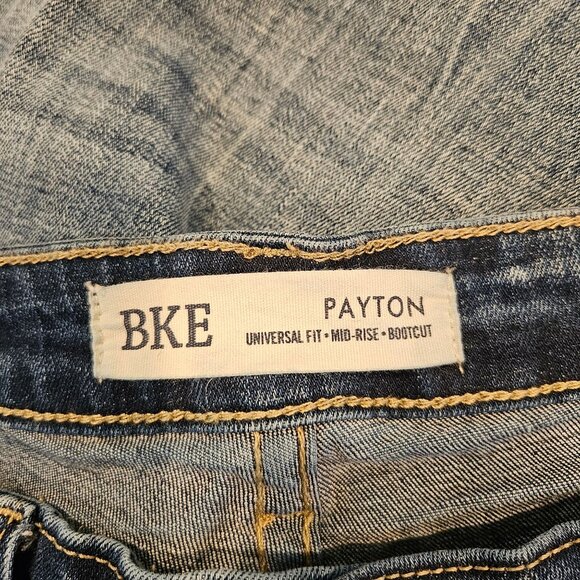 BKE
PAYTON
UNIVERSAL FIT • MID-RISE • BOOTCUT